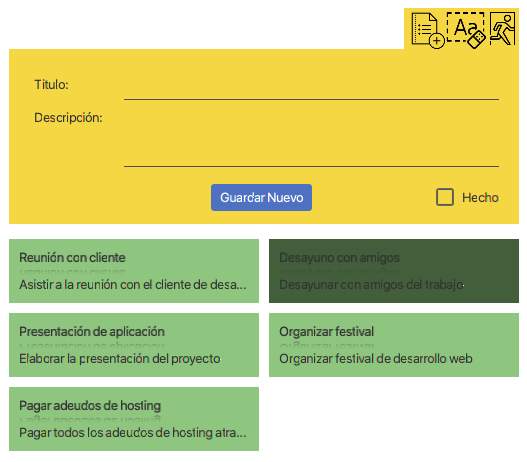 Aa
Titulo:
Descripción:
Guardar Nuevo
Hecho
Reunión con cliente
Asistir a la reunión con el cliente de desa...
Desayuno con amigos
Desayunar con amigos del trabajo
Presentación de aplicación
Elaborar la presentación del proyecto
Organizar festival
Organizar festival de desarrollo web
Pagar adeudos de hosting
Pagar todos los adeudos de hosting atra...